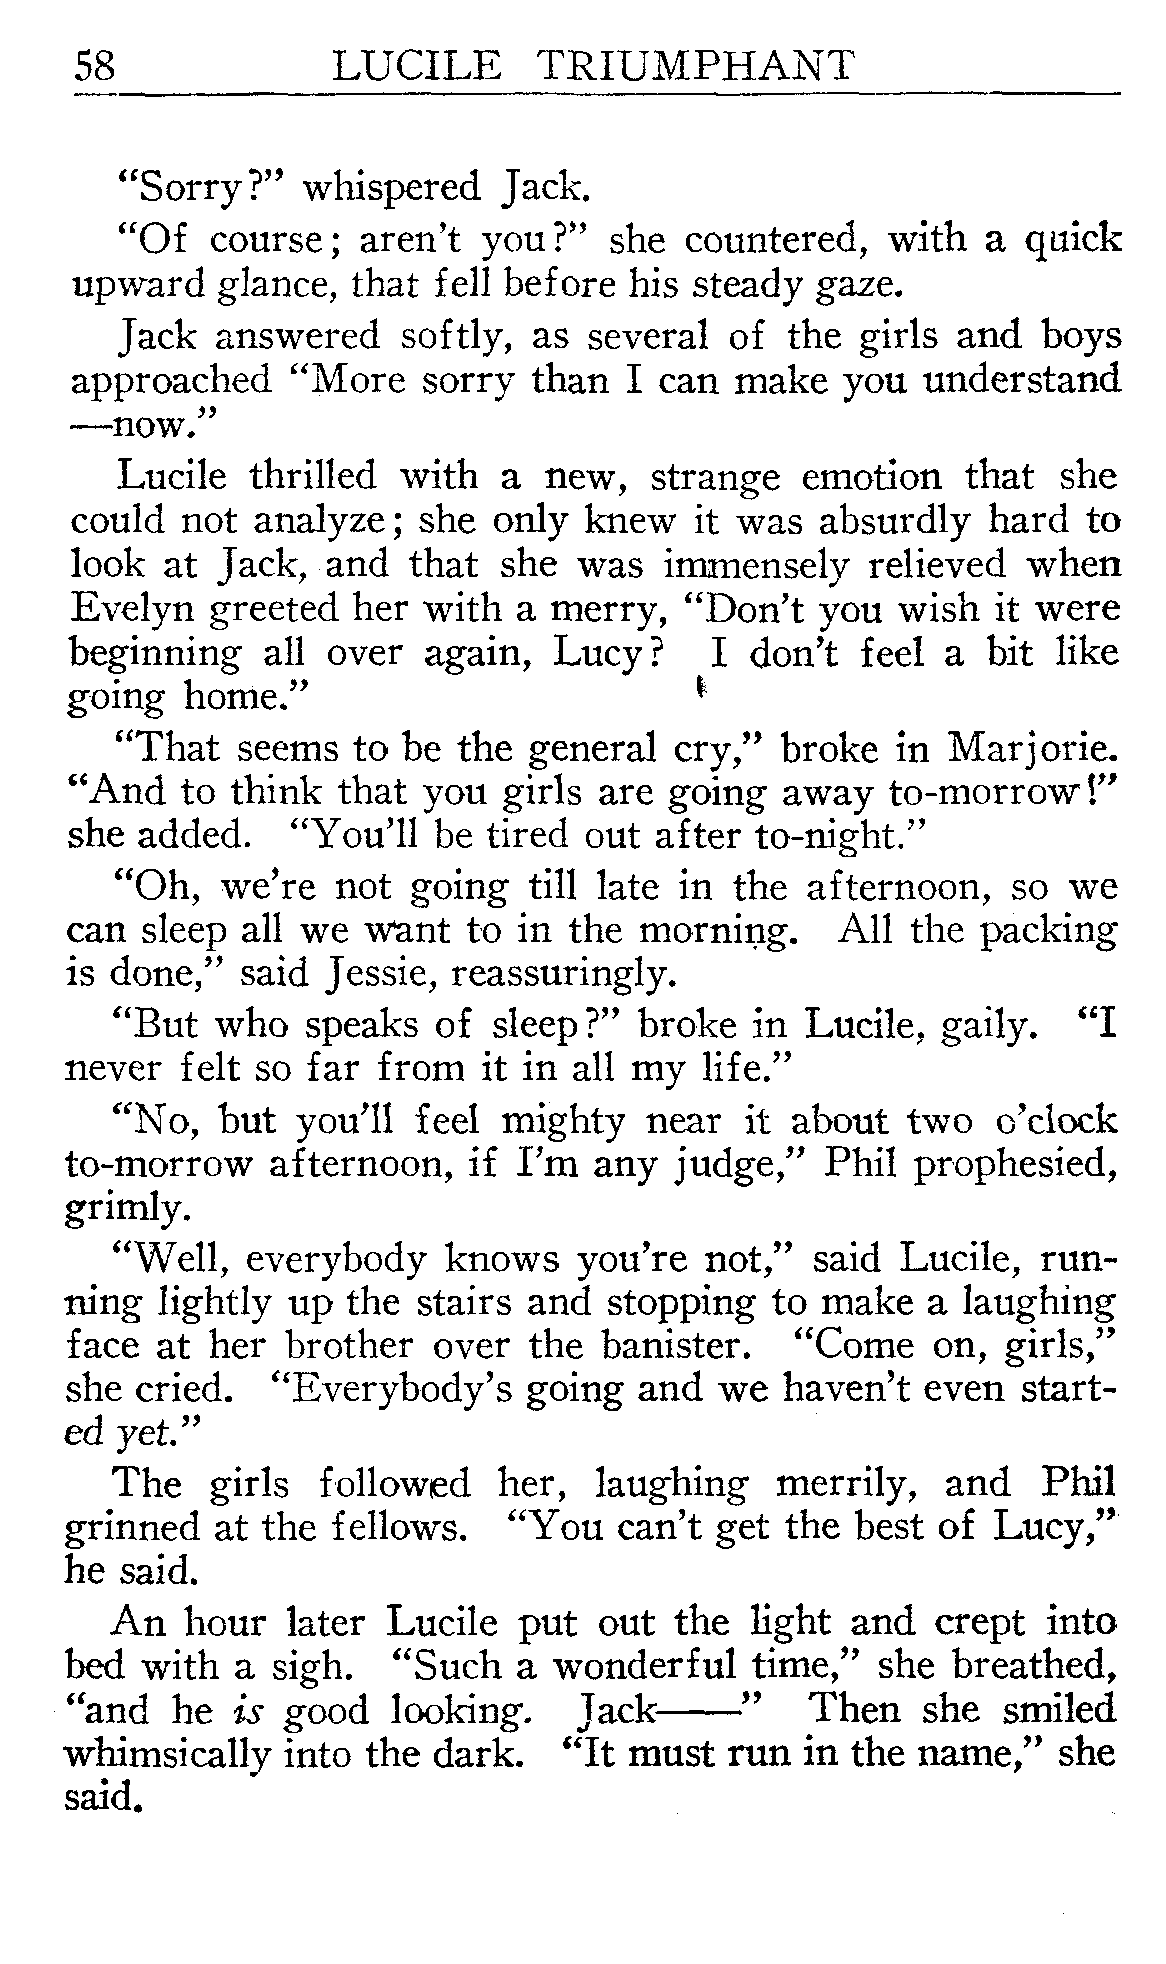 58 LUCILE TRIUMPHANT
“Sorry?” whispered Jack.
“Of course; aren’t you?” she countered, with a quick
upward glance, that fell before his steady gaze.
Jack answered softly, as several of the girls and boys
approached “More sorry than I can make you understand
—now.”
Lucile thrilled with a new, strange emotion that she
could not analyze; she only knew it was absurdly hard to
look at Jack, and that she was immensely relieved when
Evelyn greeted her with a merry, “Don’t you wish it were
beginning all over again, Lucy? I don’t feel a bit like
going home.”
“That seems to be the general cry,” broke in Marjorie.
“And to think that you girls are going away to-morrow!”
she added. “You’ll be tired out after to-night.”
“Oh, we’re not going till late in the afternoon, so we
can sleep all we want to in the morning. All the packing
is done,” said Jessie, reassuringly.
“But who speaks of sleep?” broke in Lucile, gaily. “I
never felt so far from it in all my life.”
“No, but you’ll feel mighty near it about two o’clock
to-morrow afternoon, if I’m any judge,” Phil prophesied,
grimly.
“Well, everybody knows you’re not,” said Lucile, run-
ning lightly up the stairs and stopping to make a laughing
face at her brother over the banister. “Come on, girls,”
she cried. “Everybody’s going and we haven’t even start-
ed yet.”
The girls followed her, laughing merrily, and Phil
grinned at the fellows. “You can’t get the best of Lucy,”
he said.
An hour later Lucile put out the light and crept into
bed with a sigh. “Such a wonderful time,” she breathed,
“and he is good looking. Jack——” Then she smiled
whimsically into the dark. “It must run in the name,” she
said.